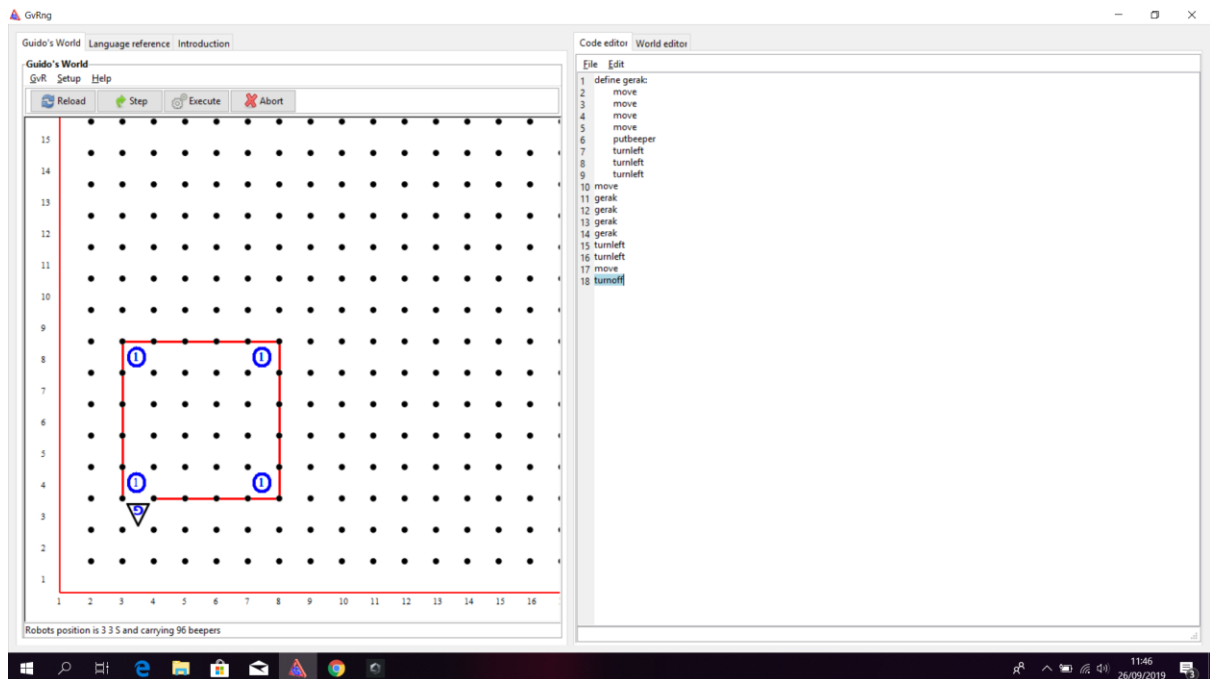 GvRng
Guido's World Language reference Introduction
Guido's World
GvR Setup Help
Reload Step Execute Abort
15
14
13
12
11
10
9
8
7
6
5
4
3
2
1
1 1
1 1
G
1 2 3 4 5 6 7 8 9 10 11 12 13 14 15 16
Robots position is 3 3 S and carrying 96 beepers
Code editor World editor
File Edit
1 define gerak:
2 move
3 move
4 move
5 move
6 putbeeper
7 turnleft
8 turnleft
9 turnleft
10 move
11 gerak
12 gerak
13 gerak
14 gerak
15 turnleft
16 turnleft
17 move
18 turnoff
11:46
26/09/2019
3